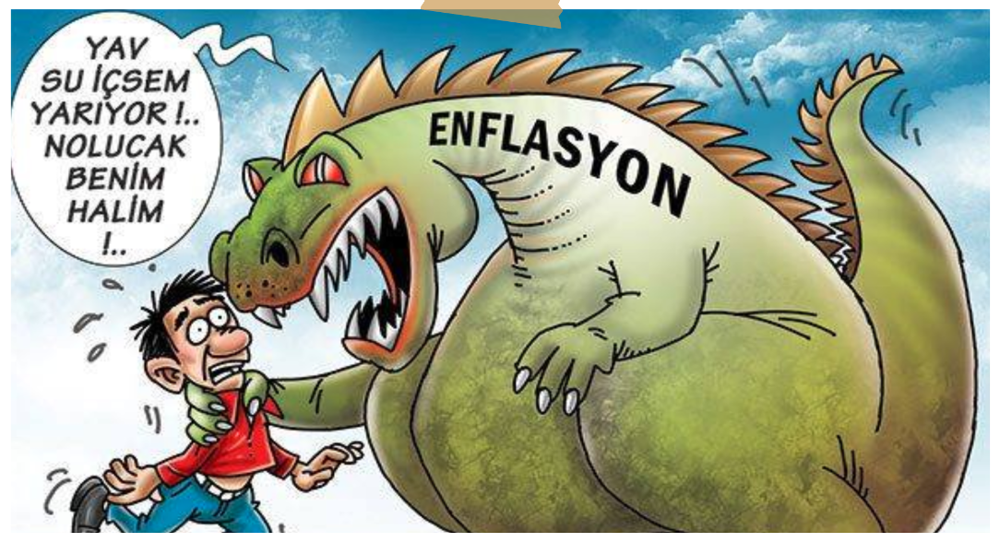 YAV
SU İÇSEM
YARIYOR !..
NOLUCAK
BENİM
HALİM
!..
ENFLASYON